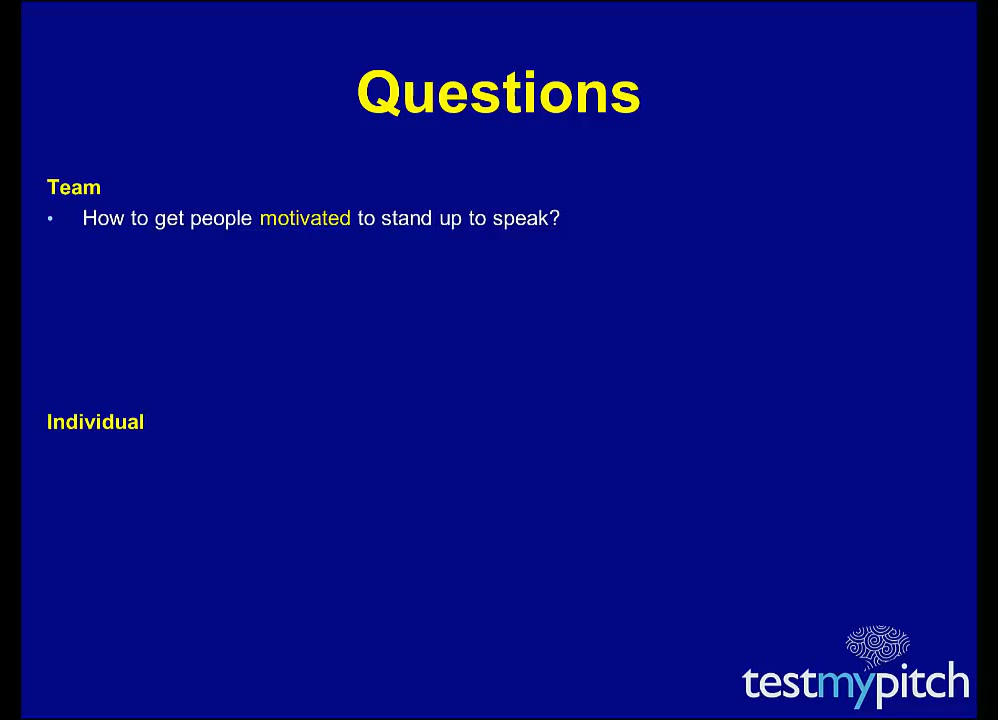 Questions
Team
• How to get people motivated to stand up to speak?
Individual
testmypitch